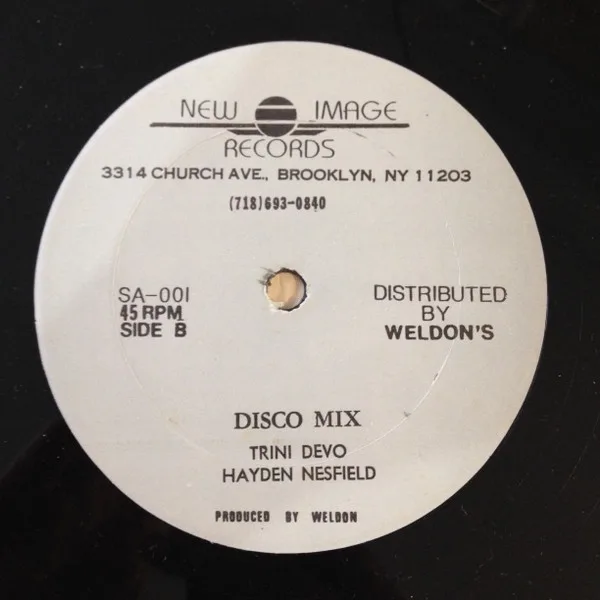 NEW IMAGE
RECORDS
3314 CHURCH AVE., BROOKLYN, NY 11203
(718)693-0840
SA-001
45 RPM
SIDE B
DISTRIBUTED
BY
WELDON'S
DISCO MIX
TRINI DEVO
HAYDEN NESFIELD
PRODUCED BY WELDON